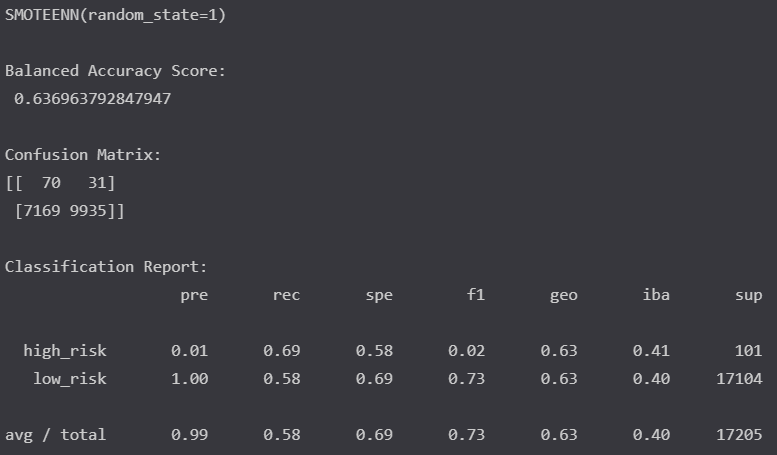 SMOTEENN(random_state=1)
Balanced Accuracy Score:
0.636963792847947
Confusion Matrix:
[[  70   31]
 [7169 9935]]
Classification Report:
pre rec spe f1 geo iba sup
high_risk 0.01 0.69 0.58 0.02 0.63 0.41 101
low_risk 1.00 0.58 0.69 0.73 0.63 0.40 17104
avg / total 0.99 0.58 0.69 0.73 0.63 0.40 17205